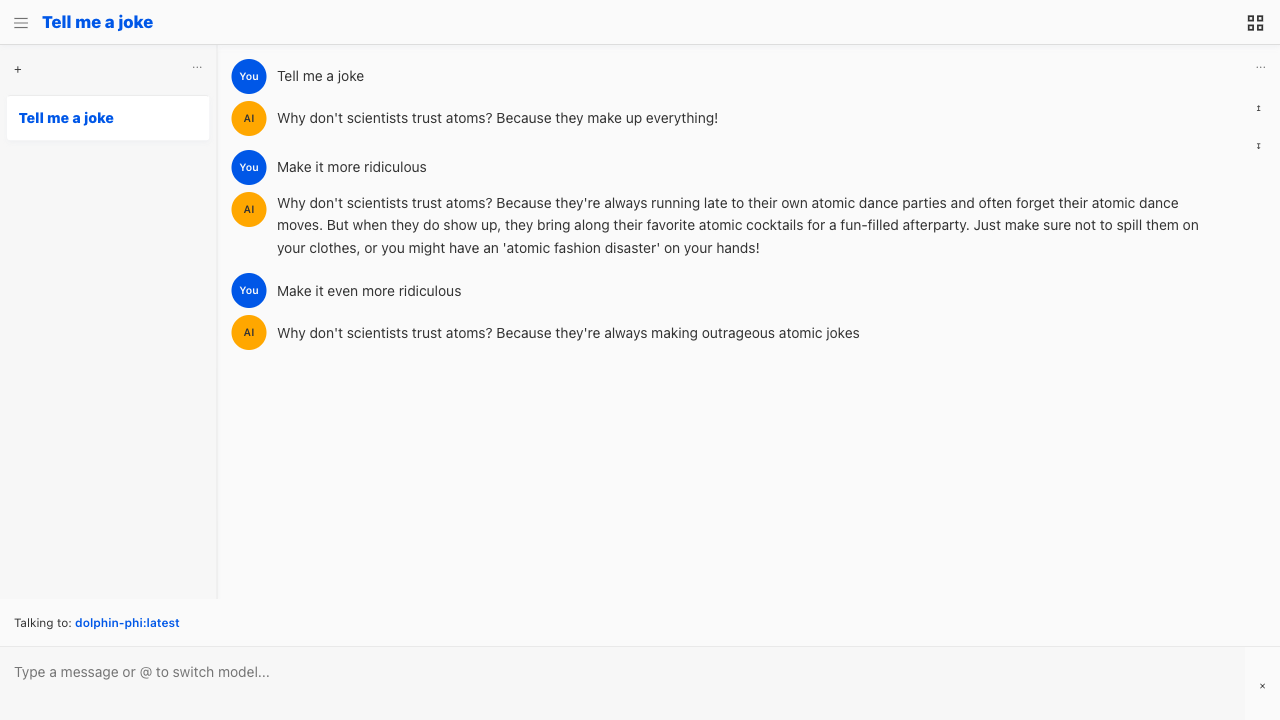 Tell me a joke
+
...
Tell me a joke
You
Tell me a joke
AI
Why don't scientists trust atoms? Because they make up everything!
You
Make it more ridiculous
AI
Why don't scientists trust atoms? Because they're always running late to their own atomic dance parties and often forget their atomic dance
moves. But when they do show up, they bring along their favorite atomic cocktails for a fun-filled afterparty. Just make sure not to spill them on
your clothes, or you might have an 'atomic fashion disaster' on your hands!
You
Make it even more ridiculous
AI
Why don't scientists trust atoms? Because they're always making outrageous atomic jokes
...
↥
↧
Talking to: dolphin-phi:latest
Type a message or @ to switch model...
×